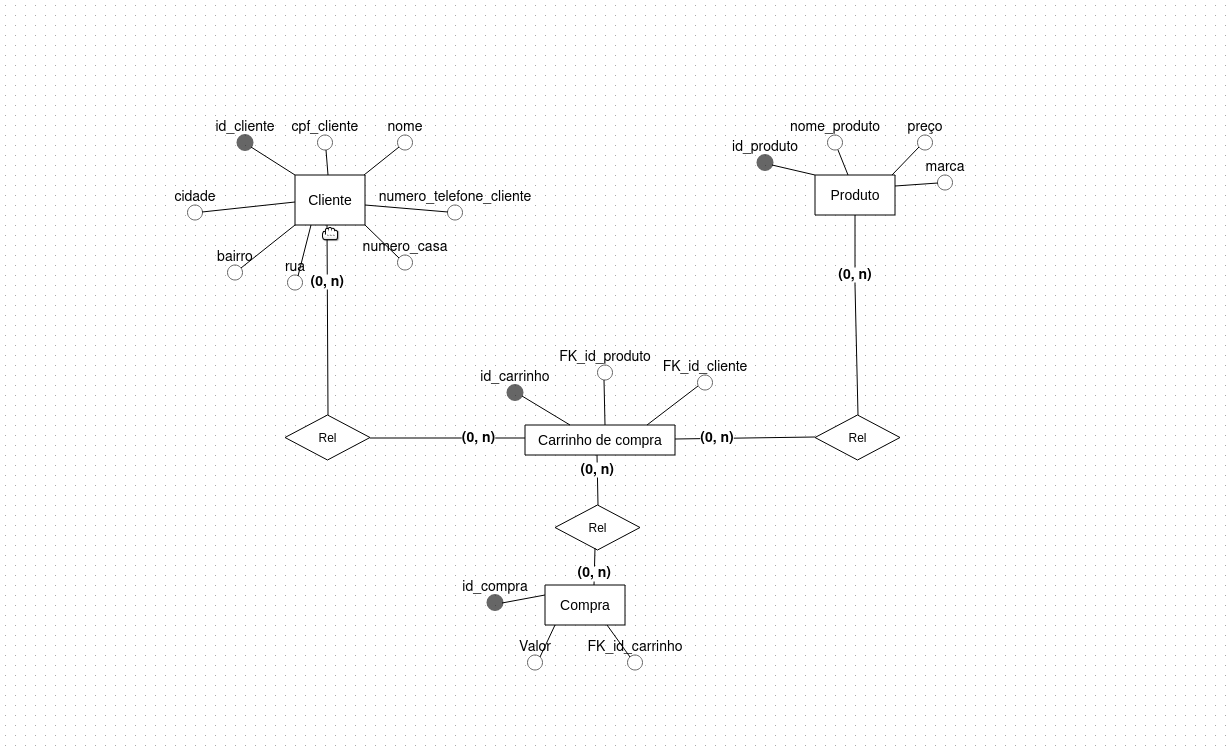 id_cliente
cpf_cliente
nome
cidade
Cliente
numero_telefone_cliente
bairro
rua
numero_casa
(0, n)
id_produto
nome_produto
preço
marca
Produto
(0, n)
id_carrinho
FK_id_produto
FK_id_cliente
Rel
(0, n)
Carrinho de compra
(0, n)
Rel
(0, n)
Rel
(0, n)
id_compra
Compra
Valor
FK_id_carrinho